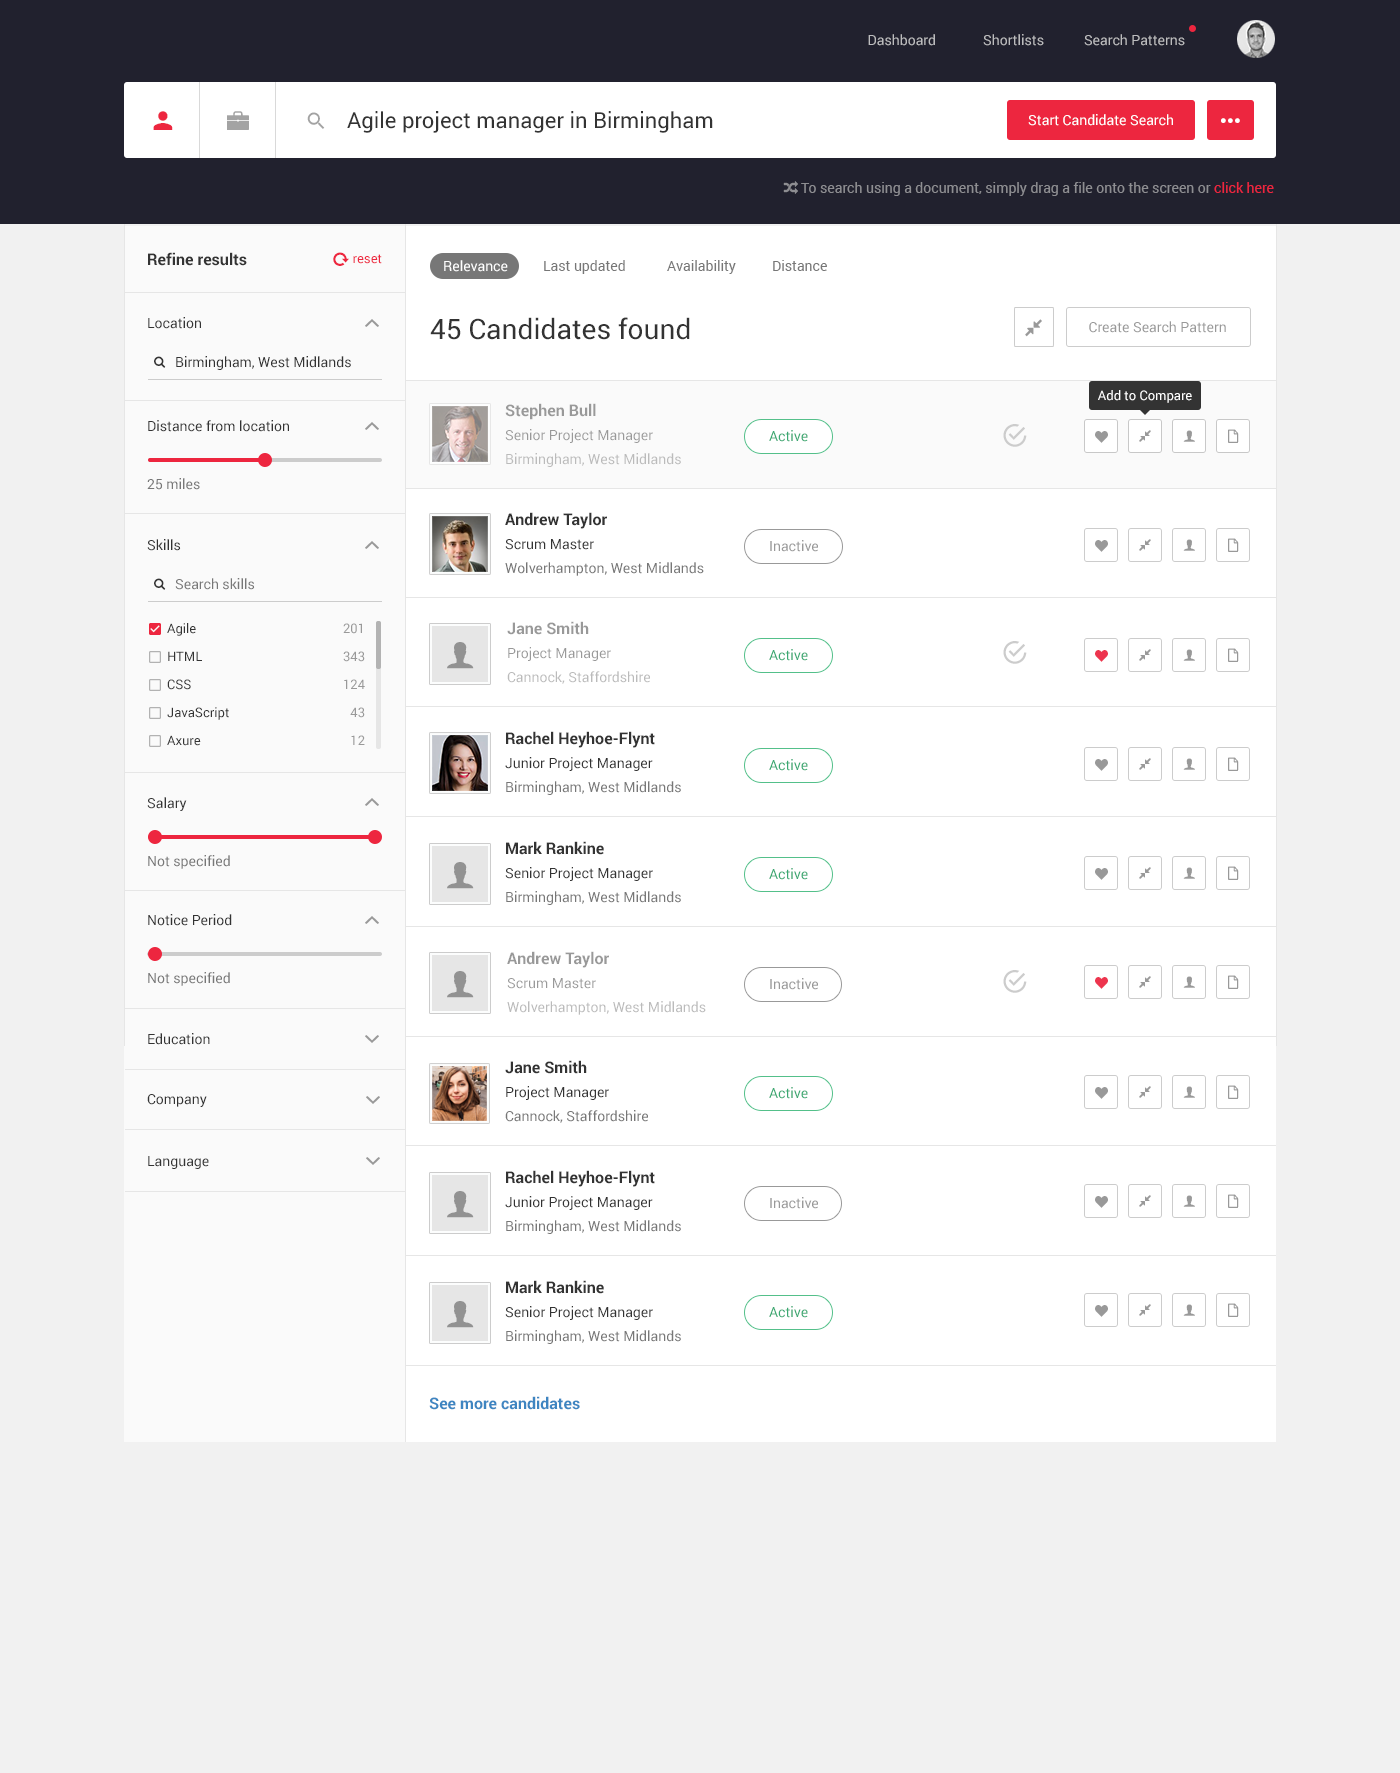 Dashboard
Shortlists
Search Patterns
Agile project manager in Birmingham
Start Candidate Search
To search using a document, simply drag a file onto the screen or click here
Refine results
reset
Location
Birmingham, West Midlands
Distance from location
25 miles
Skills
Search skills
Agile 201
HTML 343
CSS 124
JavaScript 43
Axure 12
Salary
Not specified
Notice Period
Not specified
Education
Company
Language
Relevance
Last updated
Availability
Distance
45 Candidates found
Create Search Pattern
Add to Compare
Stephen Bull
Senior Project Manager
Birmingham, West Midlands
Active
Andrew Taylor
Scrum Master
Wolverhampton, West Midlands
Inactive
Jane Smith
Project Manager
Cannock, Staffordshire
Active
Rachel Heyhoe-Flynt
Junior Project Manager
Birmingham, West Midlands
Active
Mark Rankine
Senior Project Manager
Birmingham, West Midlands
Active
Andrew Taylor
Scrum Master
Wolverhampton, West Midlands
Inactive
Jane Smith
Project Manager
Cannock, Staffordshire
Active
Rachel Heyhoe-Flynt
Junior Project Manager
Birmingham, West Midlands
Inactive
Mark Rankine
Senior Project Manager
Birmingham, West Midlands
Active
See more candidates